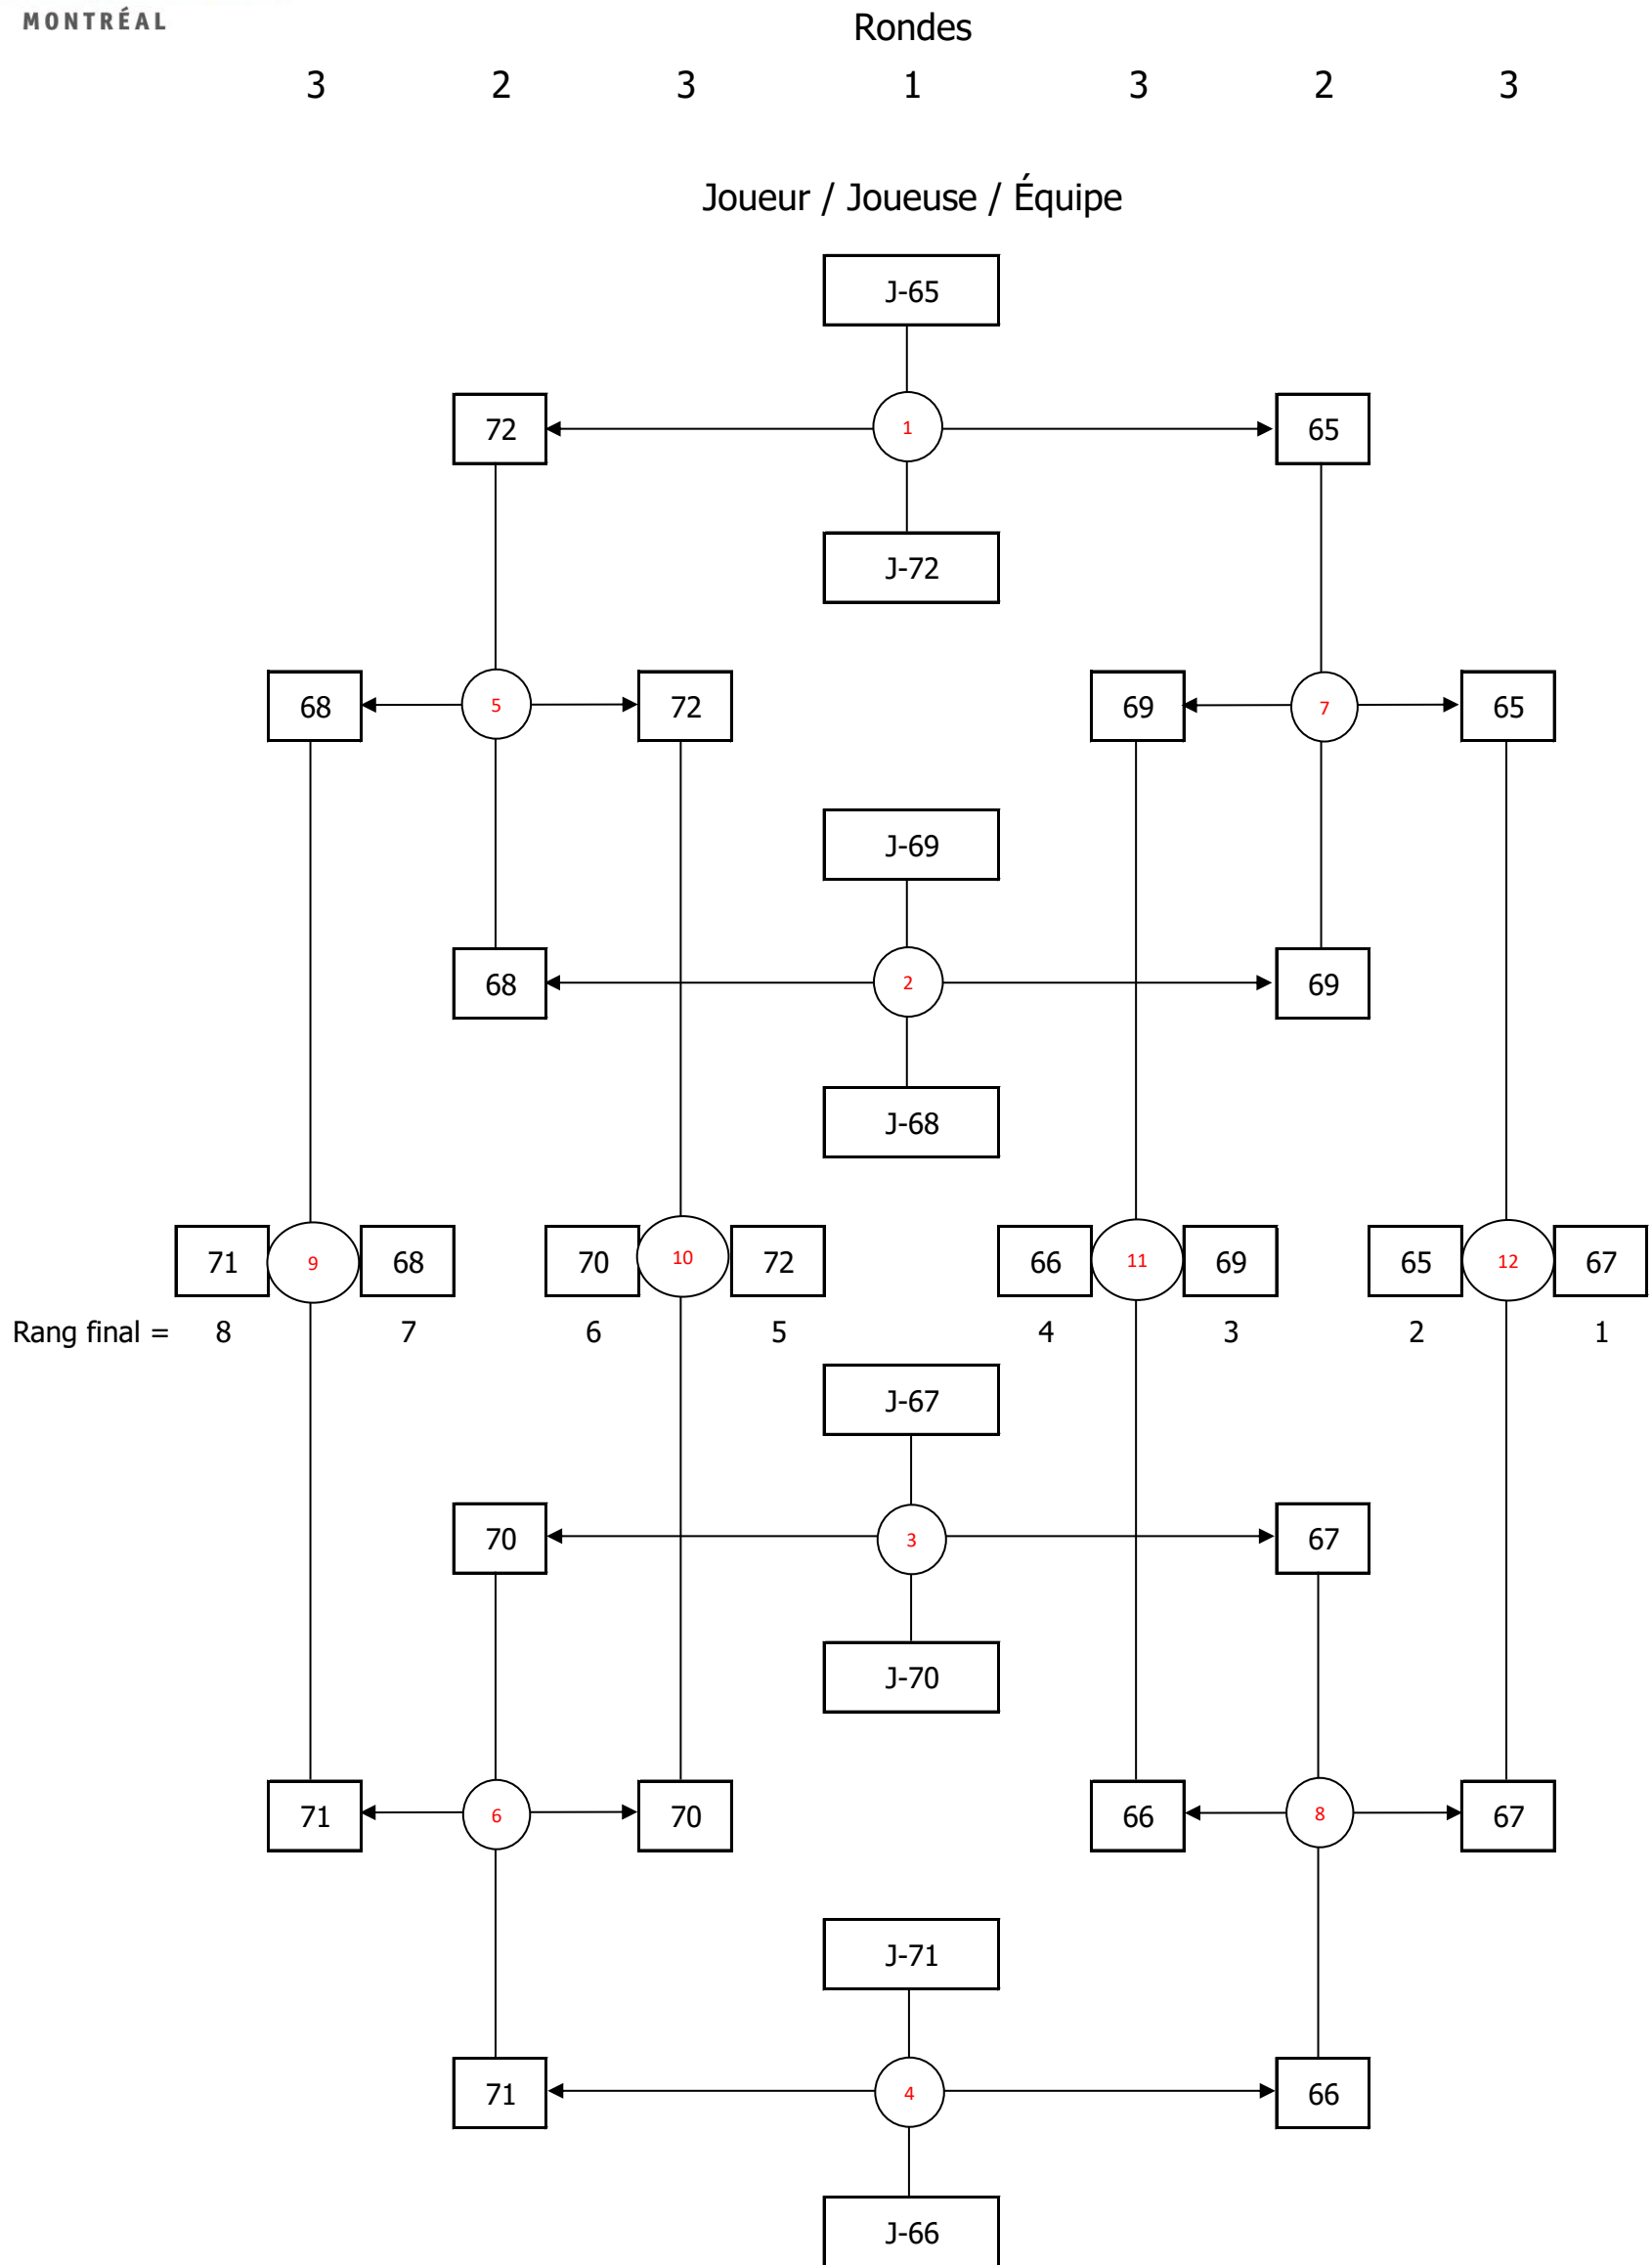 MONTRÉAL
Rondes
3 2 3 1 3 2 3
Joueur / Joueuse / Équipe
J-65
72 1 65
J-72
68 5 72 69 7 65
J-69
68 2 69
J-68
71 9 68 70 10 72 66 11 69 65 12 67
Rang final = 8 7 6 5 4 3 2 1
J-67
70 3 67
J-70
71 6 70 66 8 67
J-71
71 4 66
J-66